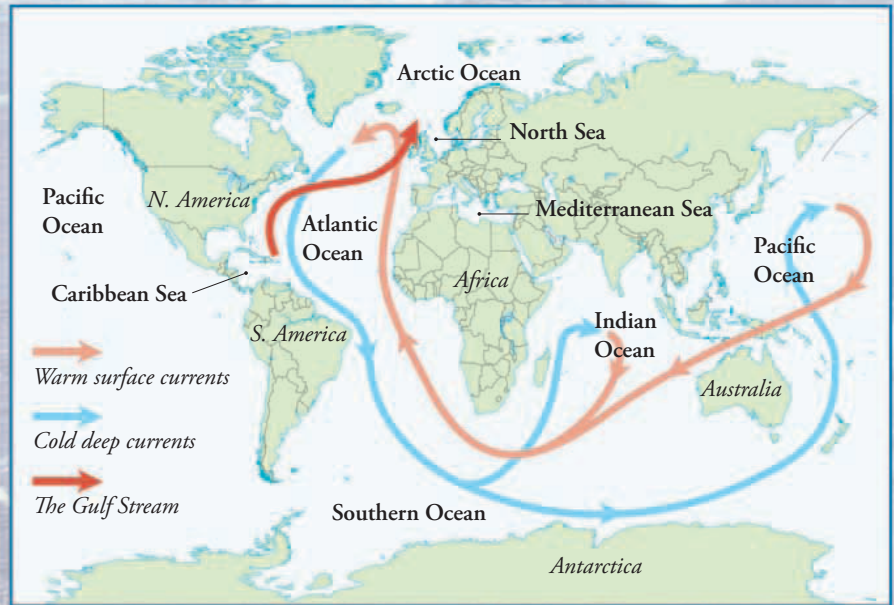 Arctic Ocean
North Sea
N. America
Pacific
Ocean
Atlantic
Ocean
Mediterranean Sea
Pacific
Ocean
Africa
Caribbean Sea
S. America
Indian
Ocean
Australia
Warm surface currents
Cold deep currents
The Gulf Stream
Southern Ocean
Antarctica